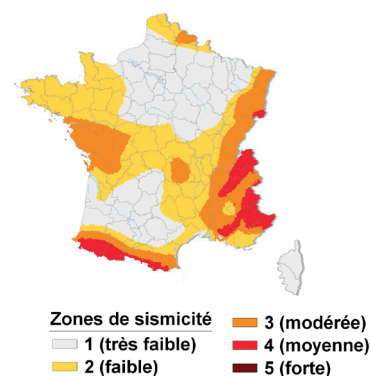 Zones de sismicité
1 (très faible)
2 (faible)
3 (modérée)
4 (moyenne)
5 (forte)